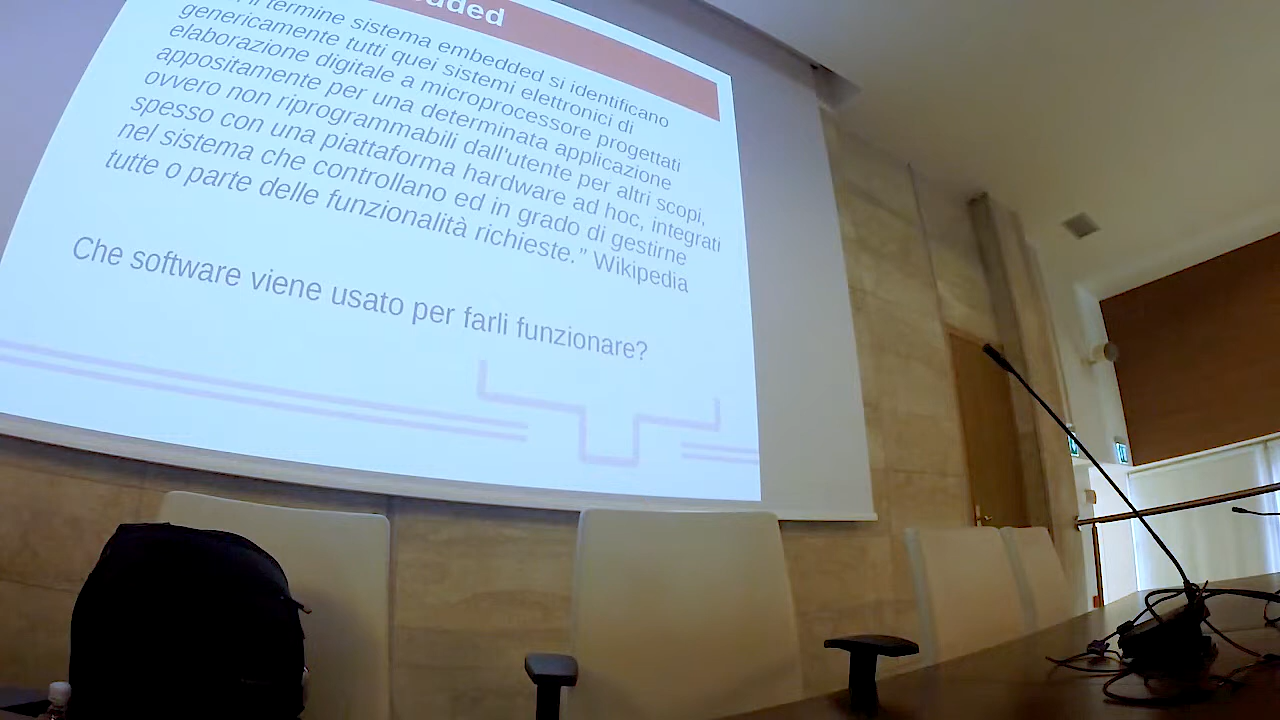 il termine sistema embedded si identificano
genericamente tutti quei sistemi elettronici di
elaborazione digitale a microprocessore progettati
appositamente per una determinata applicazione
ovvero non riprogrammabili dall'utente per altri scopi,
spesso con una piattaforma hardware ad hoc, integrati
nel sistema che controllano ed in grado di gestirne
tutte o parte delle funzionalità richieste." Wikipedia
Che software viene usato per farli funzionare?